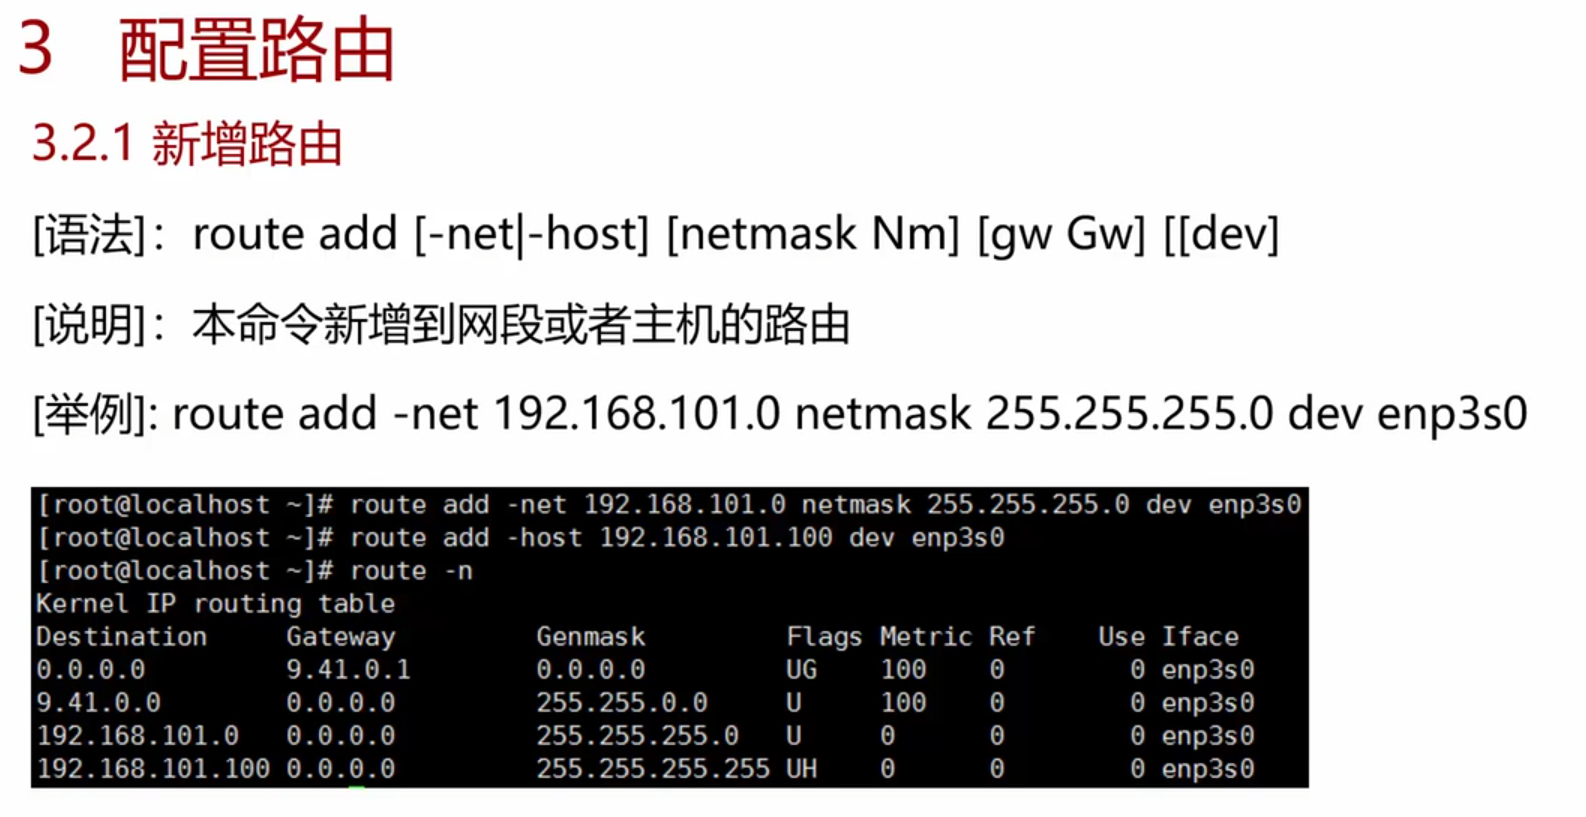 3 配置路由
3.2.1 新增路由
[语法]：route add [-net|-host] [netmask Nm] [gw Gw] [[dev]
[说明]：本命令新增到网段或者主机的路由
[举例]: route add -net 192.168.101.0 netmask 255.255.255.0 dev enp3s0
[root@localhost ~]# route add -net 192.168.101.0 netmask 255.255.255.0 dev enp3s0
[root@localhost ~]# route add -host 192.168.101.100 dev enp3s0
[root@localhost ~]# route -n
Kernel IP routing table
Destination     Gateway         Genmask         Flags Metric Ref    Use Iface
0.0.0.0         9.41.0.1        0.0.0.0         UG    100    0        0 enp3s0
9.41.0.0        0.0.0.0         255.255.0.0     U     100    0        0 enp3s0
192.168.101.0   0.0.0.0         255.255.255.0   U     0      0        0 enp3s0
192.168.101.100 0.0.0.0         255.255.255.255 UH    0      0        0 enp3s0